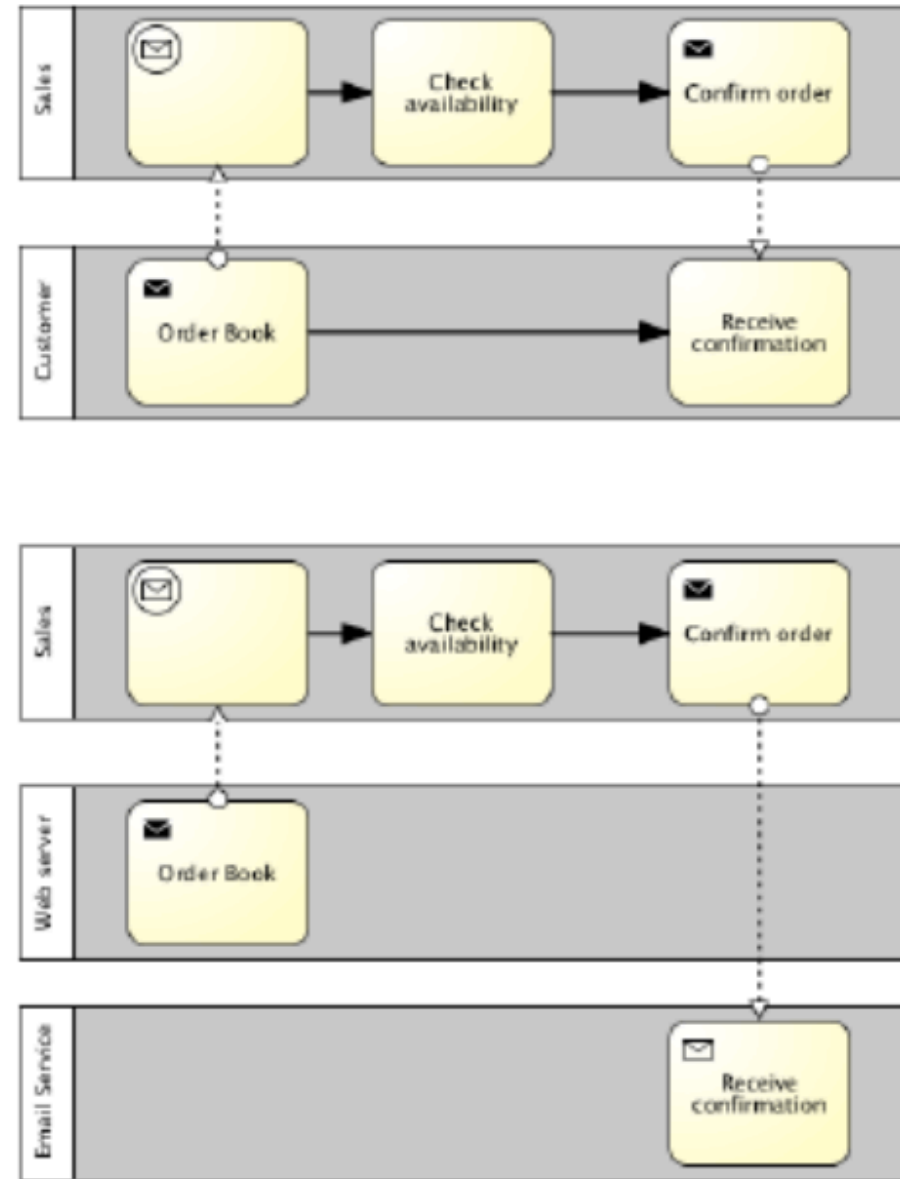 Sales
Check
availability
Confirm order
Customer
Order Book
Receive
confirmation
Sales
Check
availability
Confirm order
Web server
Order Book
Email Service
Receive
confirmation